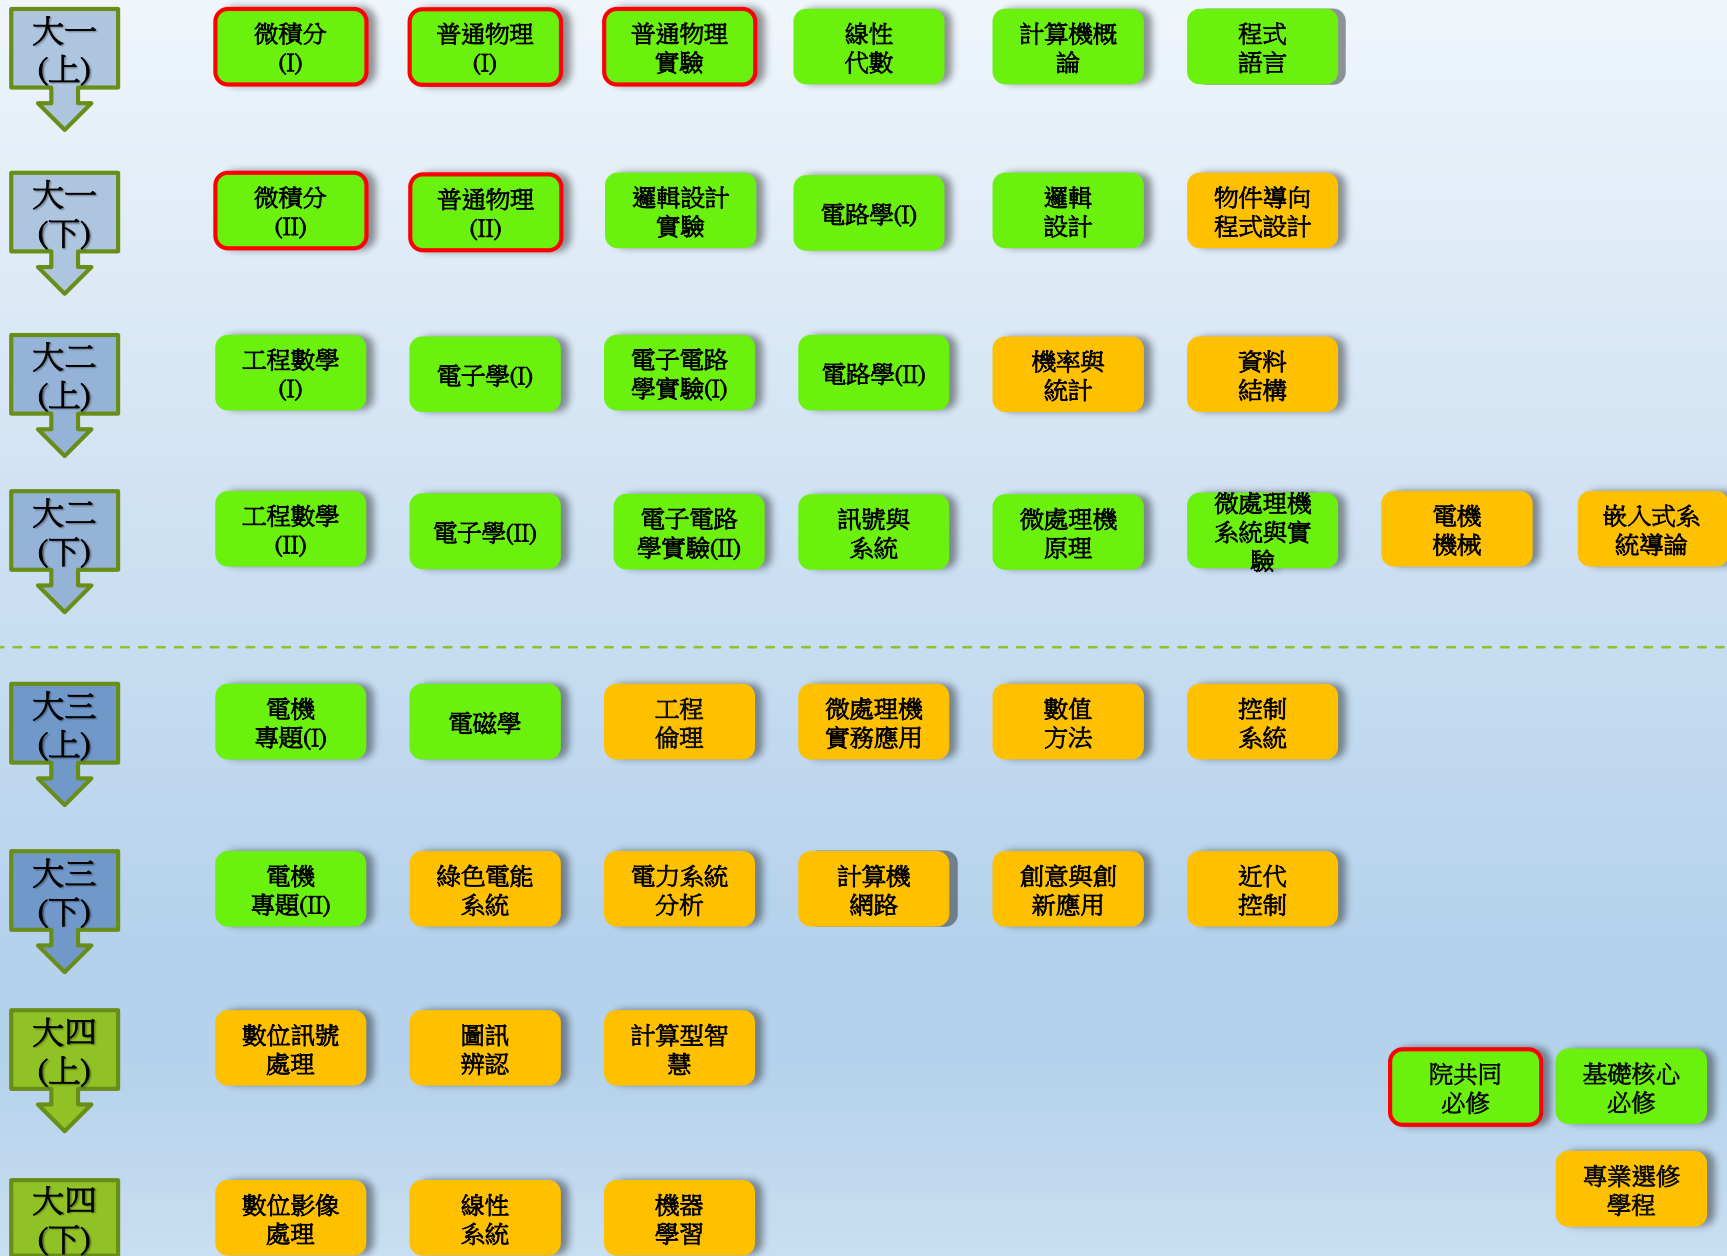 大一
(上)
微積分
(I)
普通物理
(I)
普通物理
實驗
線性
代數
計算機概
論
程式
語言
大一
(下)
微積分
(II)
普通物理
(II)
邏輯設計
實驗
電路學(I)
邏輯
設計
物件導向
程式設計
大二
(上)
工程數學
(I)
電子學(I)
電子電路
學實驗(I)
電路學(II)
機率與
統計
資料
結構
大二
(下)
工程數學
(II)
電子學(II)
電子電路
學實驗(II)
訊號與
系統
微處理機
原理
微處理機
系統與實
驗
電機
機械
嵌入式系
統導論
大三
(上)
電機
專題(I)
電磁學
工程
倫理
微處理機
實務應用
數值
方法
控制
系統
大三
(下)
電機
專題(II)
綠色電能
系統
電力系統
分析
計算機
網路
創意與創
新應用
近代
控制
大四
(上)
數位訊號
處理
圖訊
辨認
計算型智
慧
院共同
必修
基礎核心
必修
專業選修
學程
大四
(下)
數位影像
處理
線性
系統
機器
學習